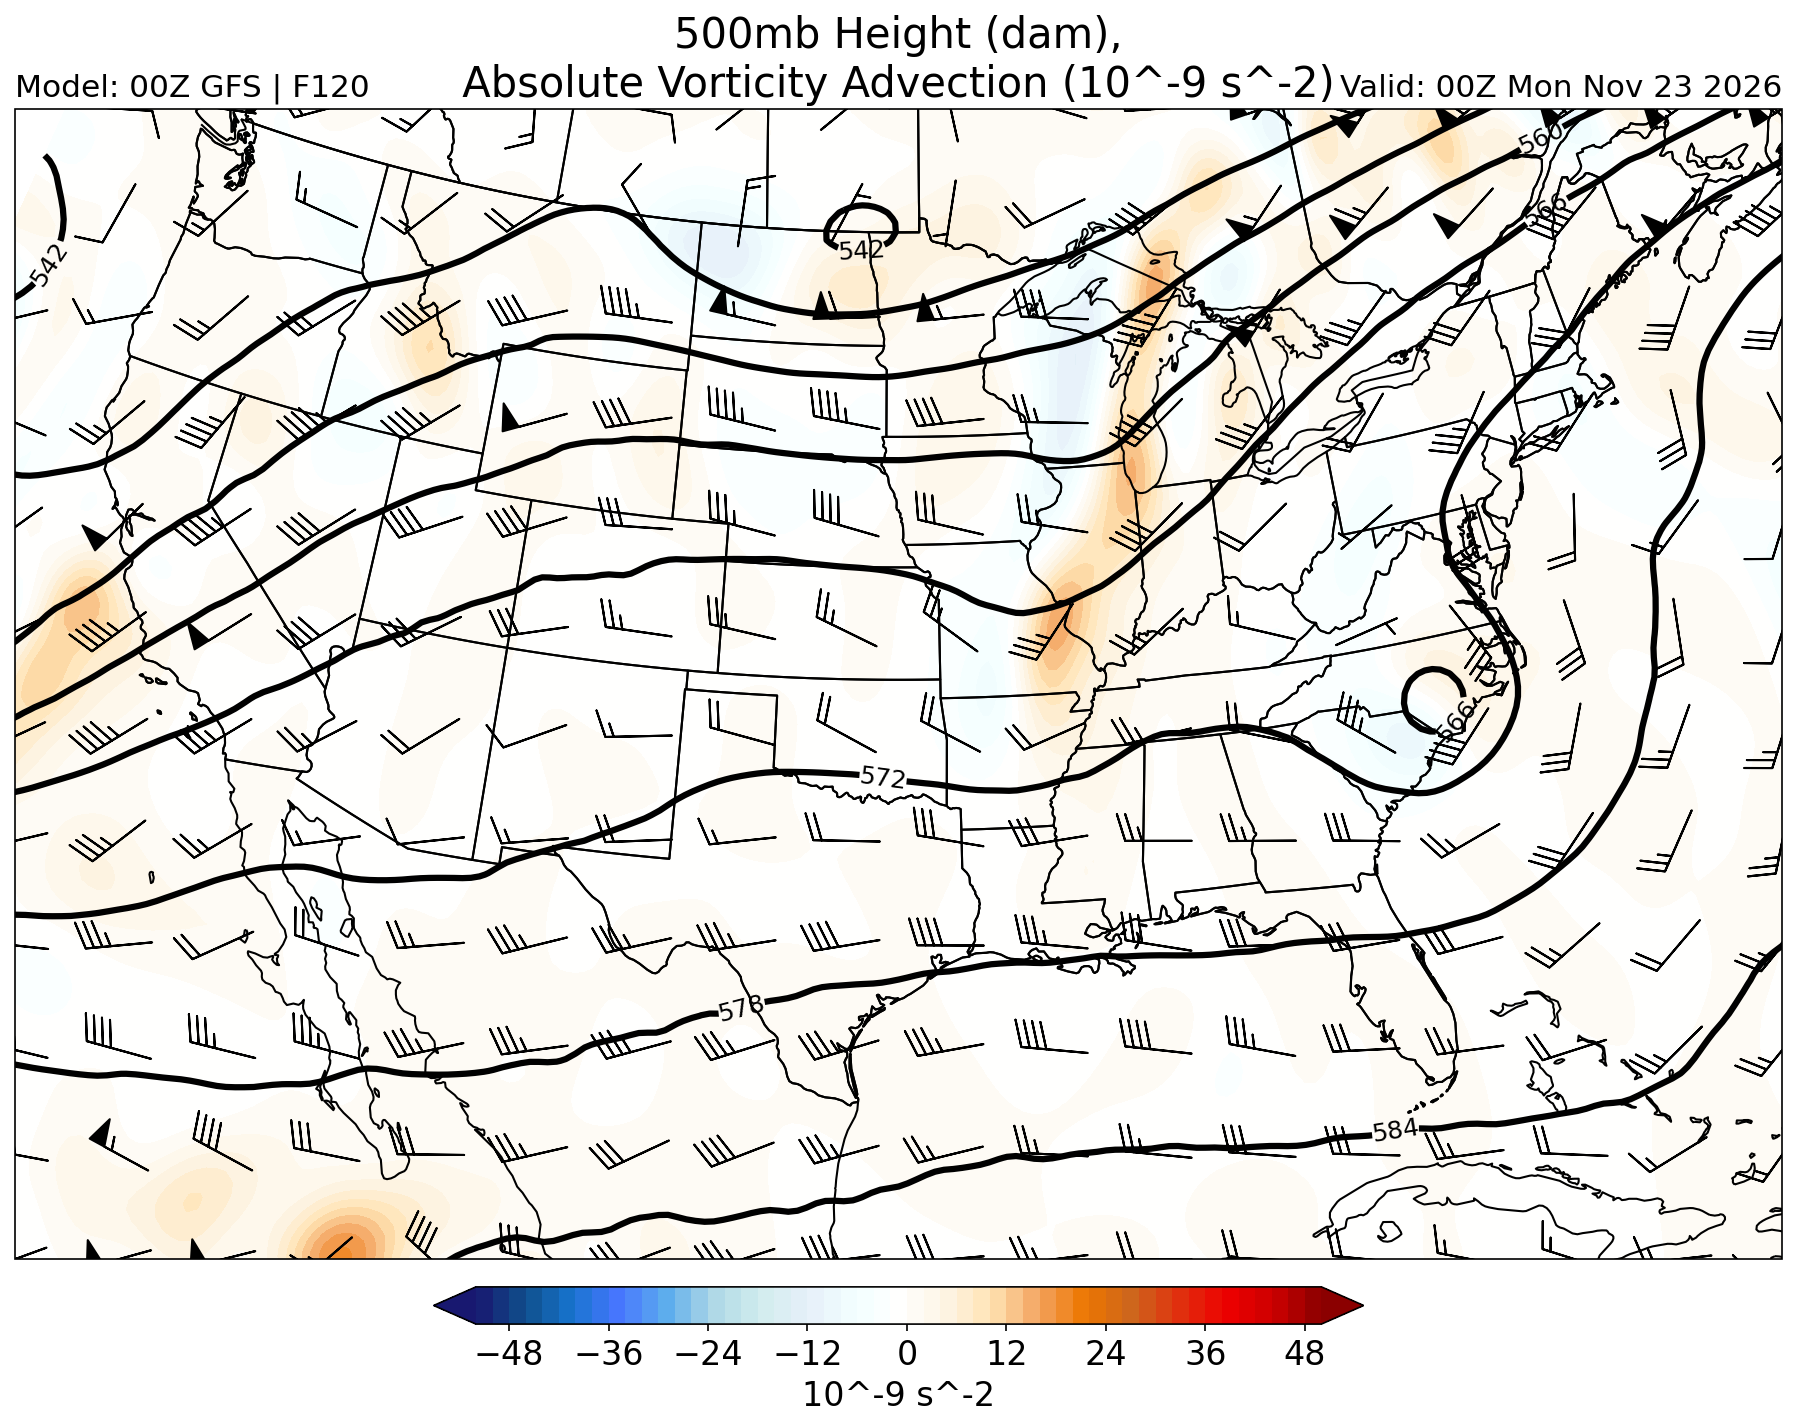 500mb Height (dam),
Absolute Vorticity Advection (10^-9 s^-2)
Model: 00Z GFS | F120
Valid: 00Z Mon Nov 23 2026
560
566
542
542
566
572
578
584
−48 −36 −24 −12 0 12 24 36 48
10^-9 s^-2